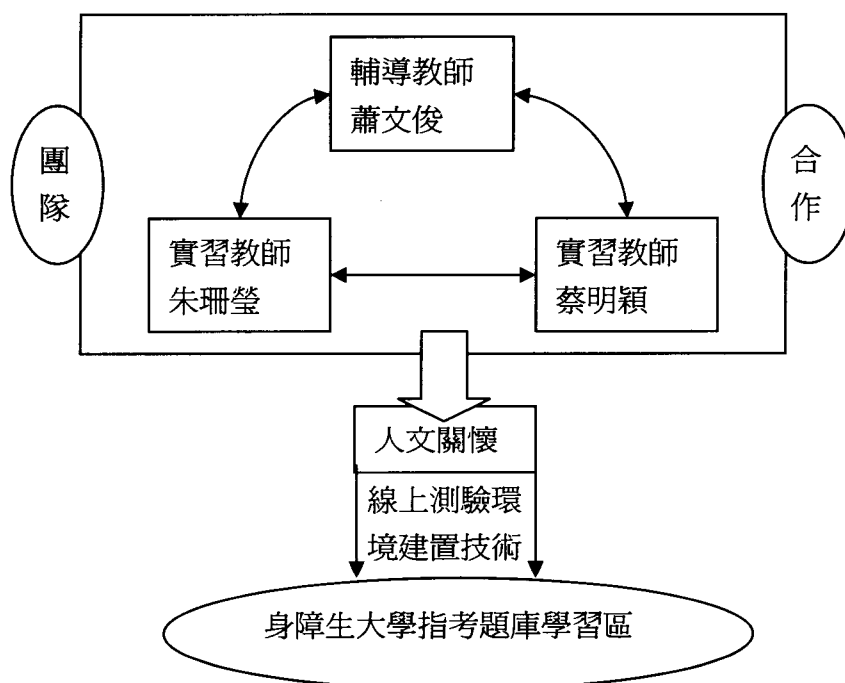 輔導教師
蕭文俊
團隊
合作
實習教師
朱珊瑩
實習教師
蔡明穎
人文關懷
線上測驗環
境建置技術
身障生大學指考題庫學習區